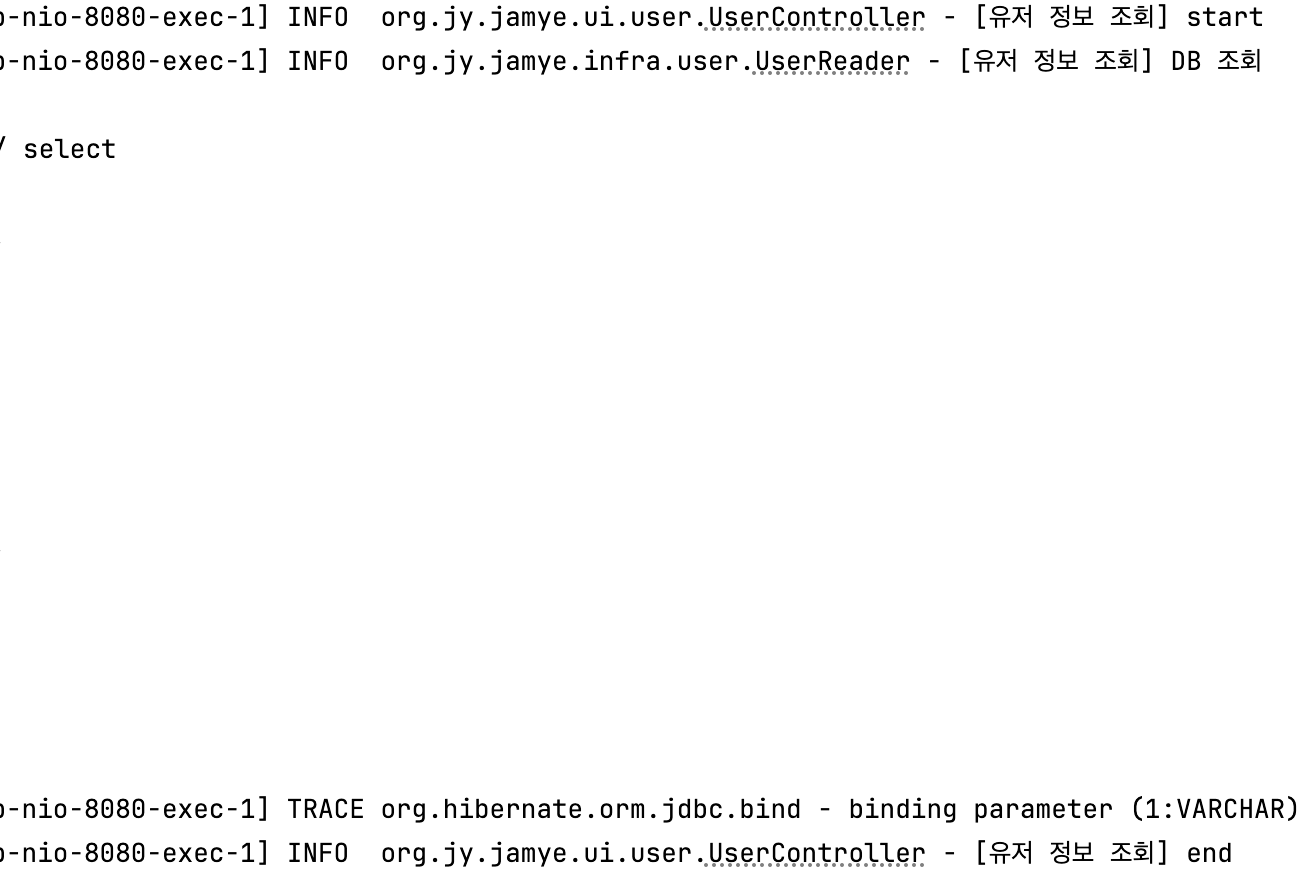 o-nio-8080-exec-1] INFO  org.jy.jamye.ui.user.UserController - [유저 정보 조회] start
o-nio-8080-exec-1] INFO  org.jy.jamye.infra.user.UserReader - [유저 정보 조회] DB 조회
/ select
o-nio-8080-exec-1] TRACE org.hibernate.orm.jdbc.bind - binding parameter (1:VARCHAR)
o-nio-8080-exec-1] INFO  org.jy.jamye.ui.user.UserController - [유저 정보 조회] end